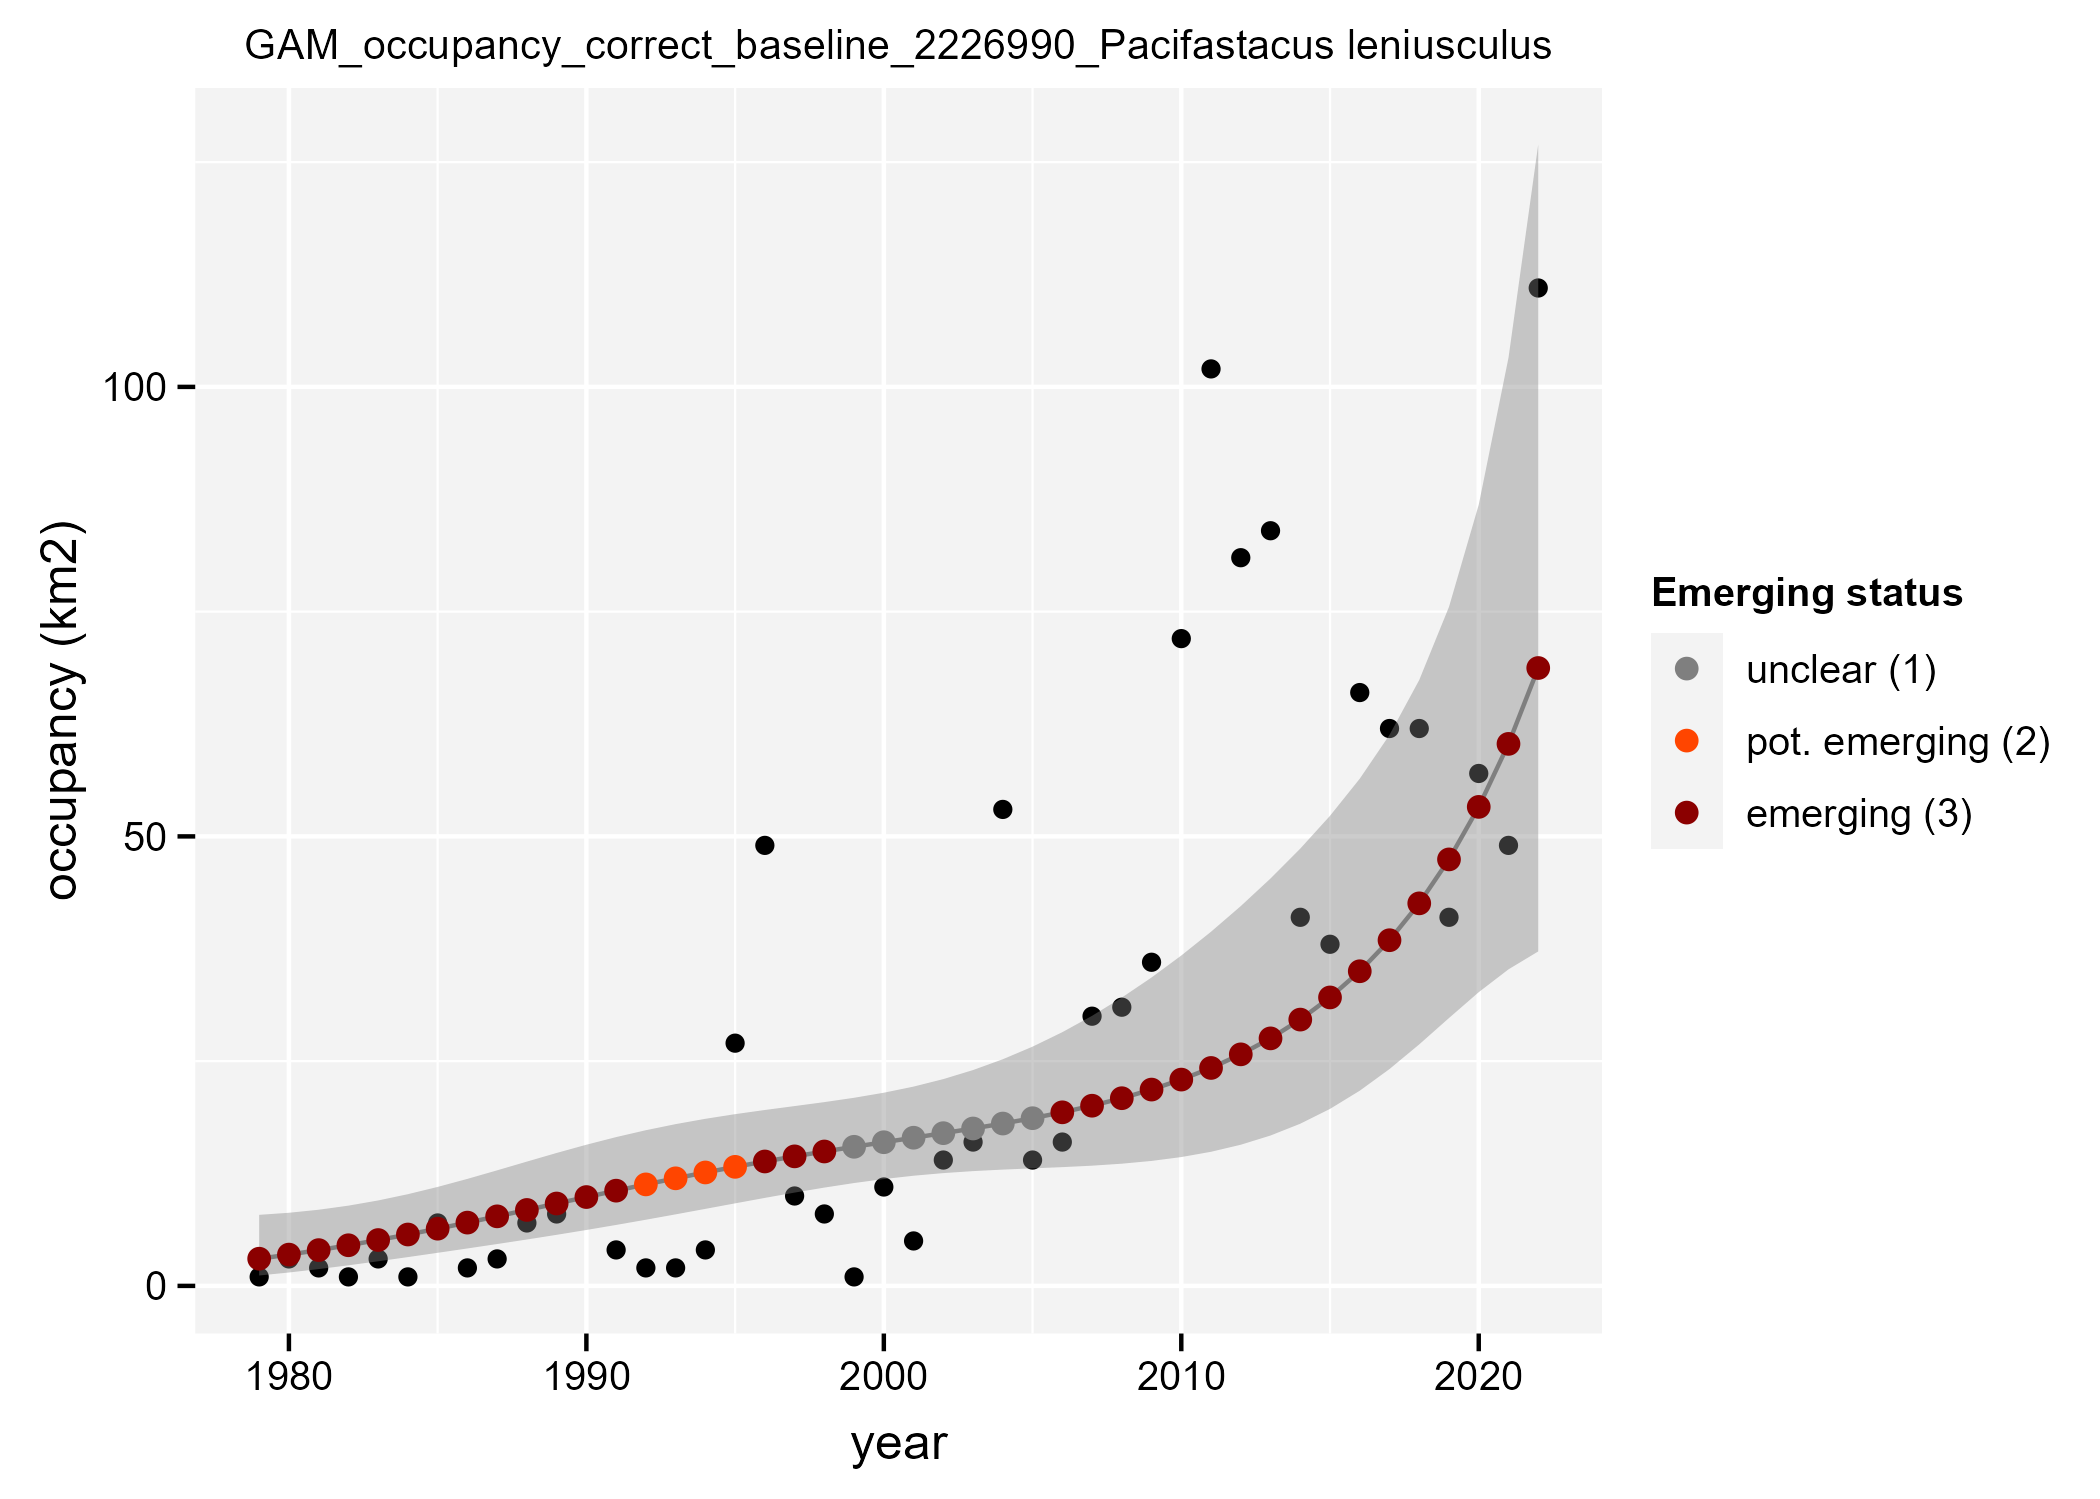 GAM_occupancy_correct_baseline_2226990_Pacifastacus leniusculus
occupancy (km2)
100
50
0
1980 1990 2000 2010 2020
year
Emerging status
unclear (1)
pot. emerging (2)
emerging (3)